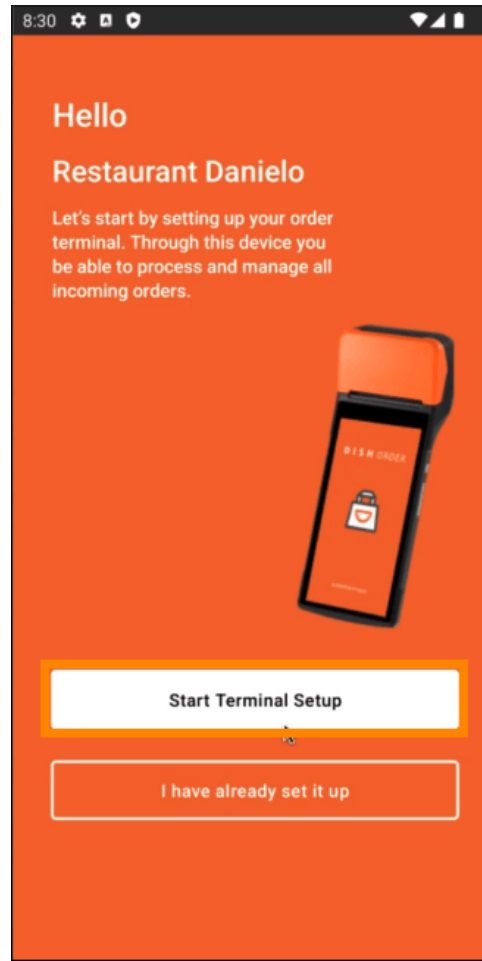 8:30
Hello
Restaurant Danielo
Let's start by setting up your order
terminal. Through this device you
be able to process and manage all
incoming orders.
DISH ORDER
Start Terminal Setup
I have already set it up